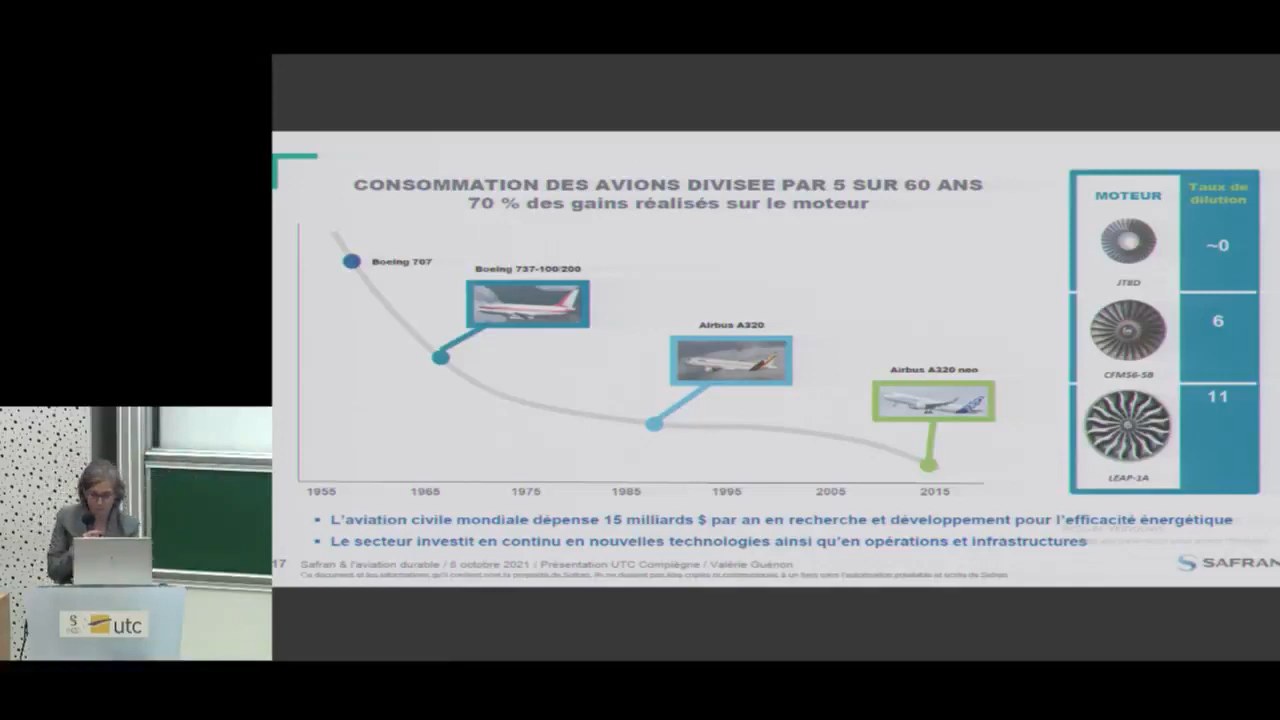 CONSOMMATION DES AVIONS DIVISEE PAR 5 SUR 60 ANS
70 % des gains réalisés sur le moteur
Boeing 707
Boeing 737-100/200
Airbus A320
Airbus A320 neo
1955 1965 1975 1985 1995 2005 2015
MOTEUR
Taux de
dilution
~0
JT8D
6
CFM56-5B
11
LEAP-1A
▪ L'aviation civile mondiale dépense 15 milliards $ par an en recherche et développement pour l'efficacité énergétique
▪ Le secteur investit en continu en nouvelles technologies ainsi qu'en opérations et infrastructures
17 Safran & l'aviation durable / 6 octobre 2021 / Présentation UTC Compiègne / Valérie Guénon
SAFRAN
utc